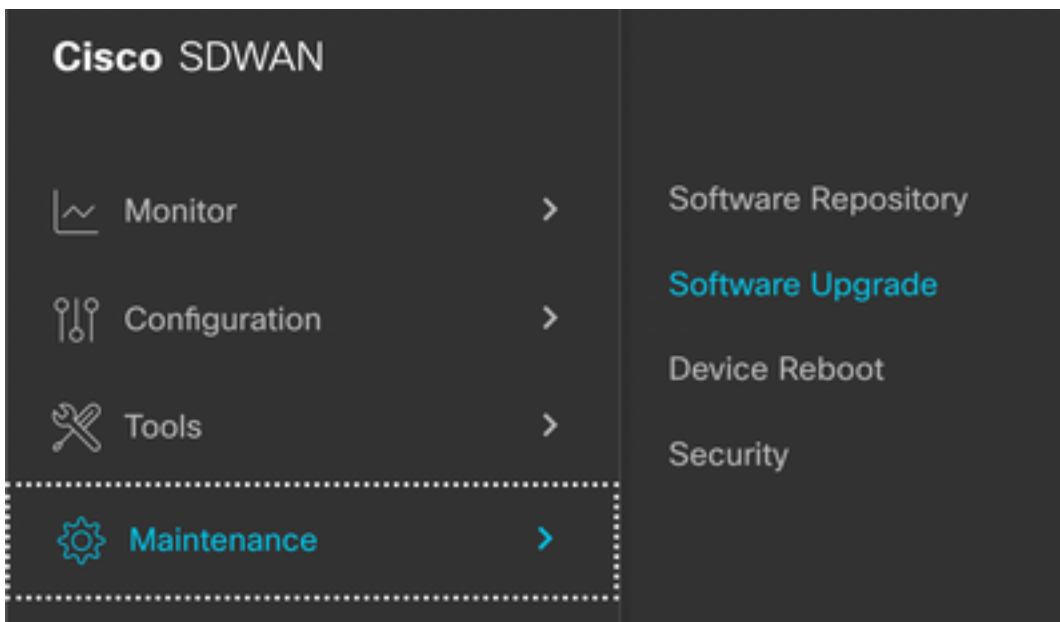 Cisco SDWAN
Monitor
Configuration
Tools
Maintenance
Software Repository
Software Upgrade
Device Reboot
Security